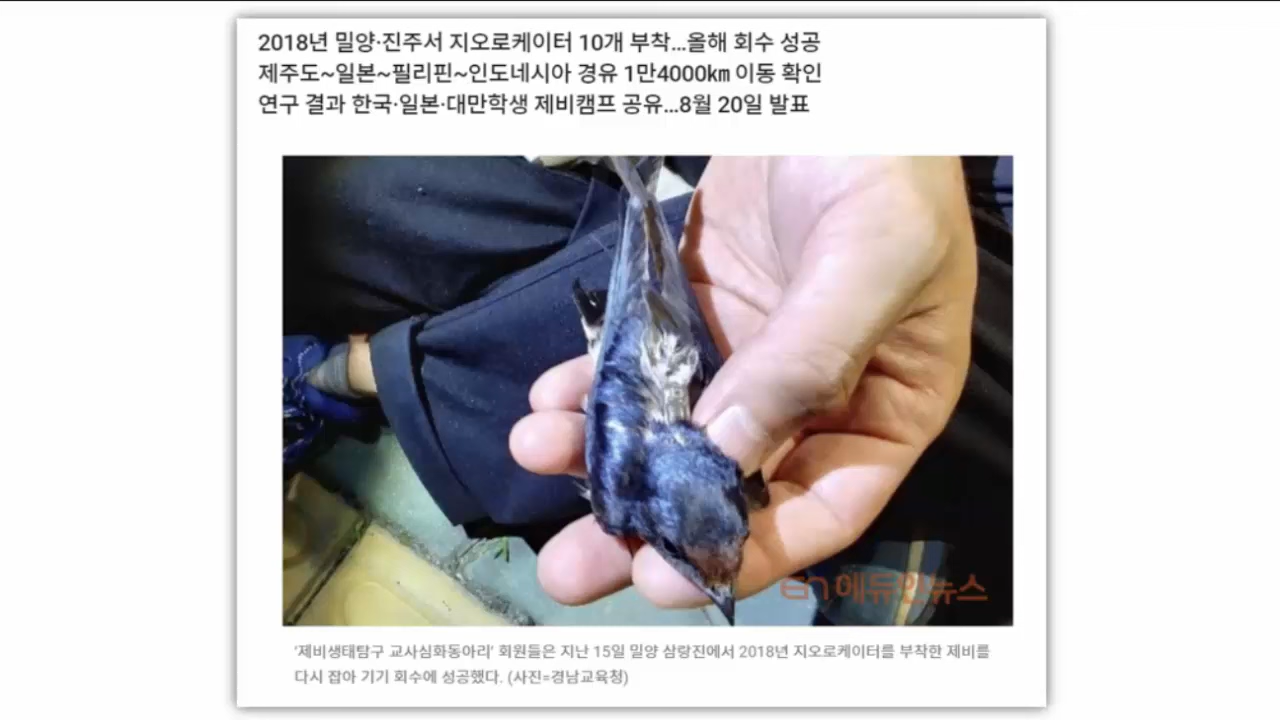 2018년 밀양·진주서 지오로케이터 10개 부착...올해 회수 성공
제주도~일본~필리핀~인도네시아 경유 1만4000㎞ 이동 확인
연구 결과 한국·일본·대만학생 제비캠프 공유...8월 20일 발표
en 에듀인뉴스
'제비생태탐구 교사심화동아리' 회원들은 지난 15일 밀양 삼랑진에서 2018년 지오로케이터를 부착한 제비를
다시 잡아 기기 회수에 성공했다. (사진=경남교육청)